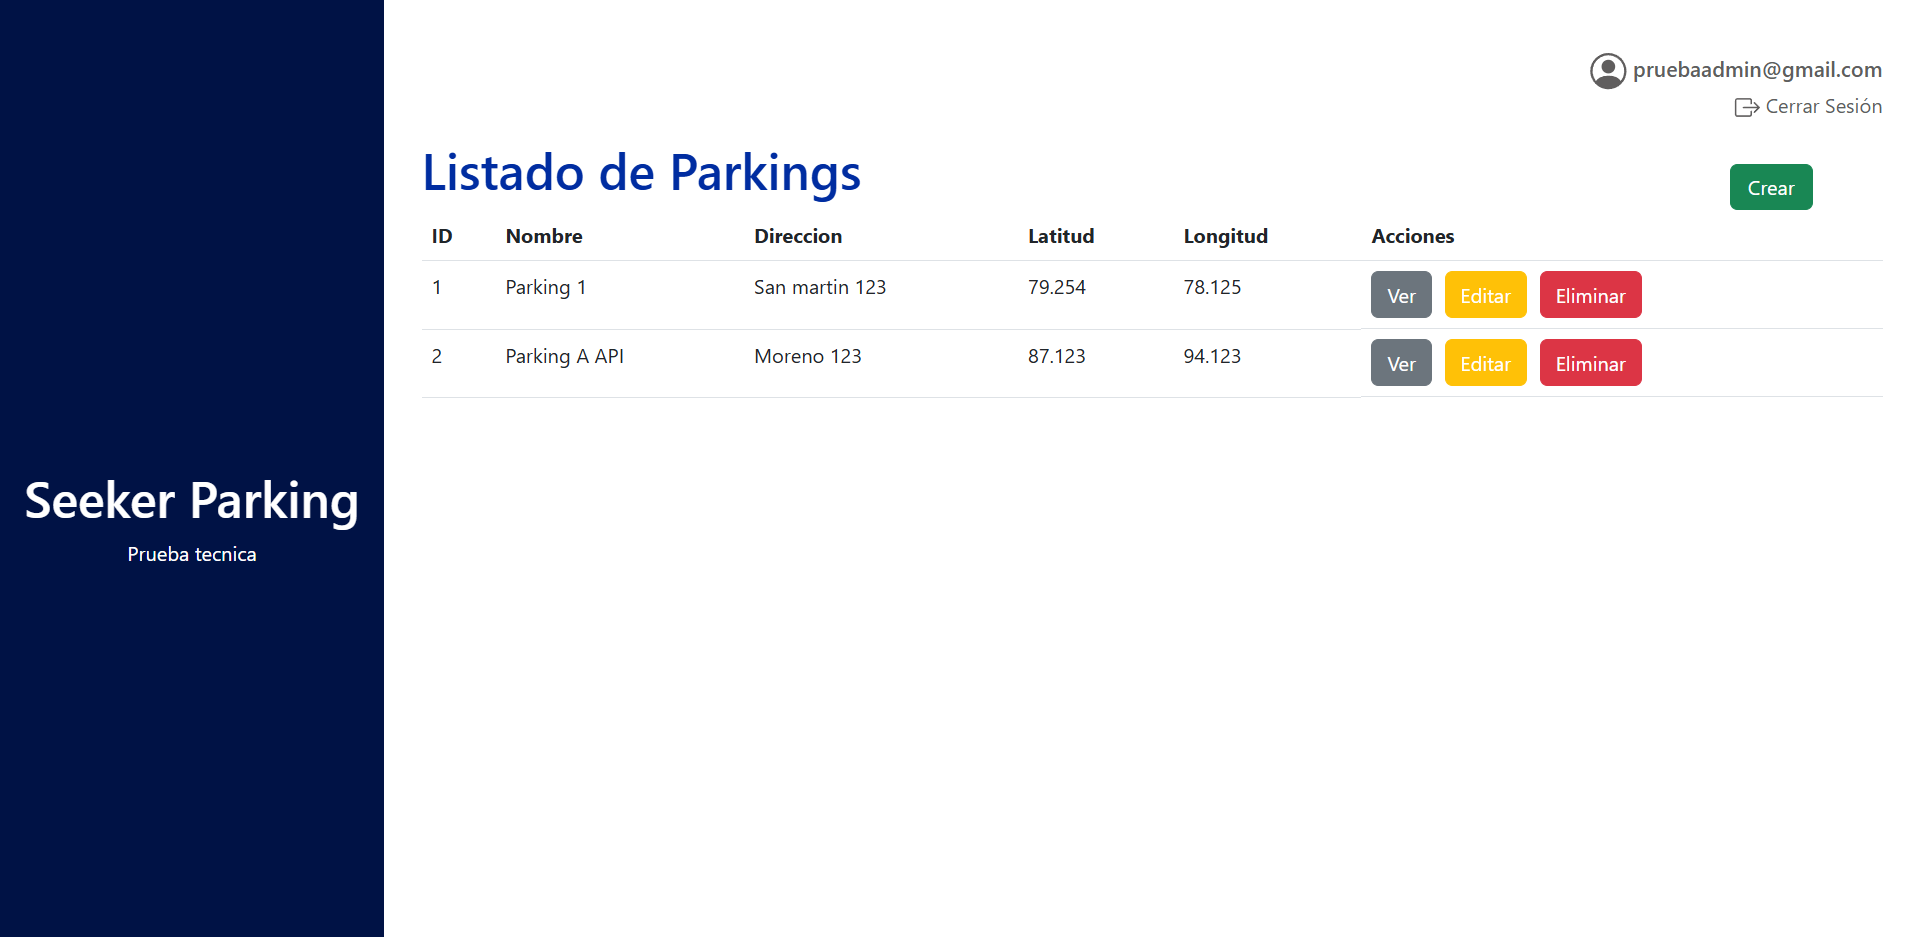 pruebaadmin@gmail.com
Cerrar Sesión
Listado de Parkings
Crear
ID Nombre Direccion Latitud Longitud Acciones
1 Parking 1 San martin 123 79.254 78.125 Ver Editar Eliminar
2 Parking A API Moreno 123 87.123 94.123 Ver Editar Eliminar
Seeker Parking
Prueba tecnica